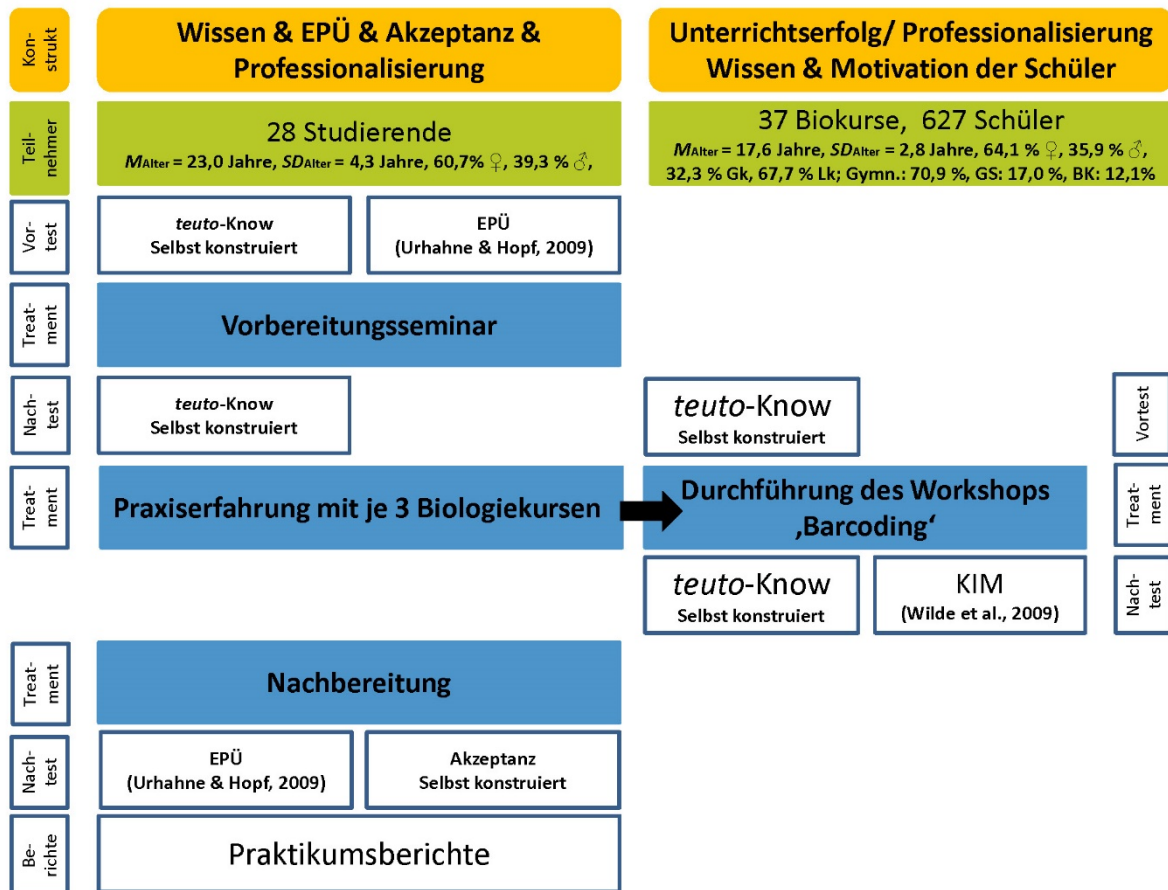 Kon-
strukt
Wissen & EPÜ & Akzeptanz &
Professionalisierung
Unterrichtserfolg/ Professionalisierung
Wissen & Motivation der Schüler
Teil-
nehmer
28 Studierende
MAlter = 23,0 Jahre, SDAlter = 4,3 Jahre, 60,7% ♀, 39,3 % ♂,
37 Biokurse, 627 Schüler
MAlter = 17,6 Jahre, SDAlter = 2,8 Jahre, 64,1 % ♀, 35,9 % ♂,
32,3 % Gk, 67,7 % Lk; Gymn.: 70,9 %, GS: 17,0 %, BK: 12,1%
Vor-
test
teuto-Know
Selbst konstruiert
EPÜ
(Urhahne & Hopf, 2009)
Treat-
ment
Vorbereitungsseminar
Nach-
test
teuto-Know
Selbst konstruiert
teuto-Know
Selbst konstruiert
Vortest
Treat-
ment
Praxiserfahrung mit je 3 Biologiekursen
Durchführung des Workshops
‚Barcoding‘
Treat-
ment
teuto-Know
Selbst konstruiert
KIM
(Wilde et al., 2009)
Nach-
test
Treat-
ment
Nachbereitung
Nach-
test
EPÜ
(Urhahne & Hopf, 2009)
Akzeptanz
Selbst konstruiert
Be-
richte
Praktikumsberichte